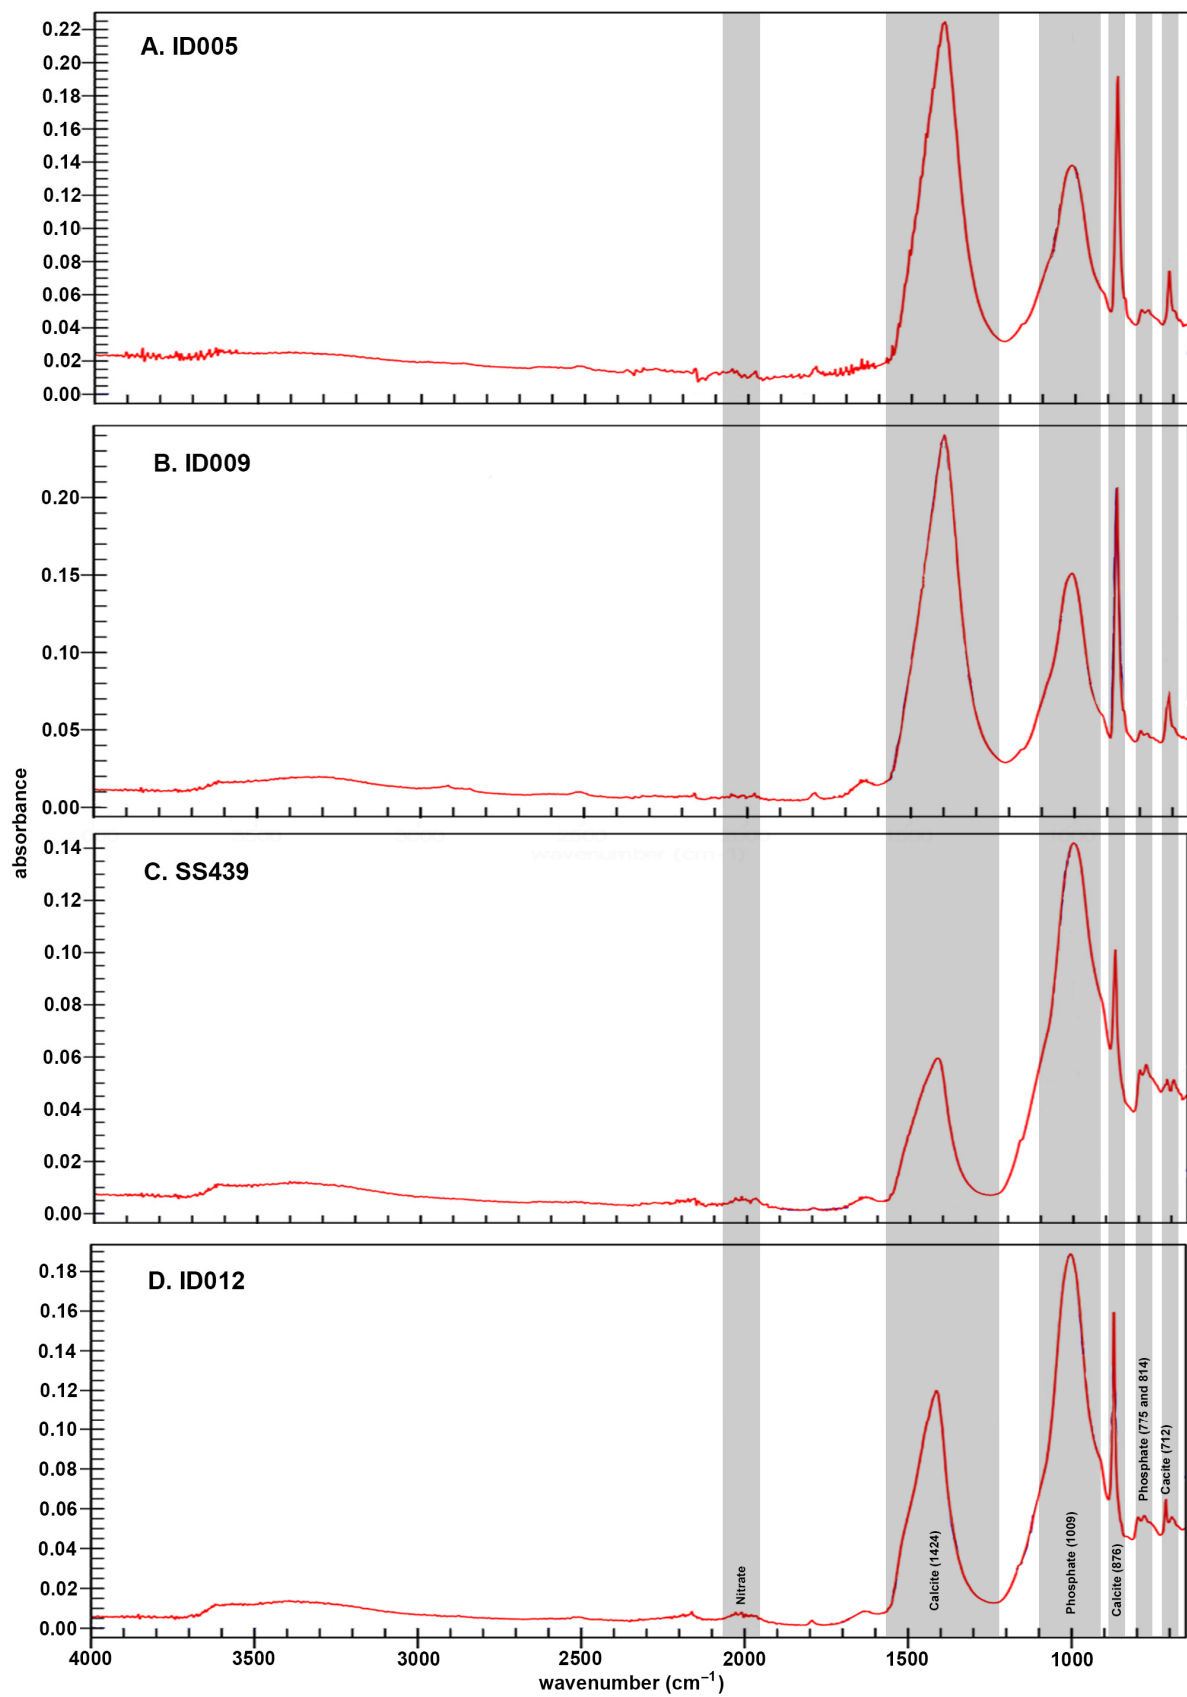 A. ID005
0.22
0.20
0.18
0.16
0.14
0.12
0.10
0.08
0.06
0.04
0.02
0.00
B. ID009
0.20
0.15
0.10
0.05
0.00
absorbance
C. SS439
0.14
0.12
0.10
0.08
0.06
0.04
0.02
0.00
D. ID012
0.18
0.16
0.14
0.12
0.10
0.08
0.06
0.04
0.02
0.00
Nitrate
Calcite (1424)
Phosphate (1009)
Calcite (876)
Phosphate (775 and 814)
Cacite (712)
4000 3500 3000 2500 2000 1500 1000
wavenumber (cm⁻¹)